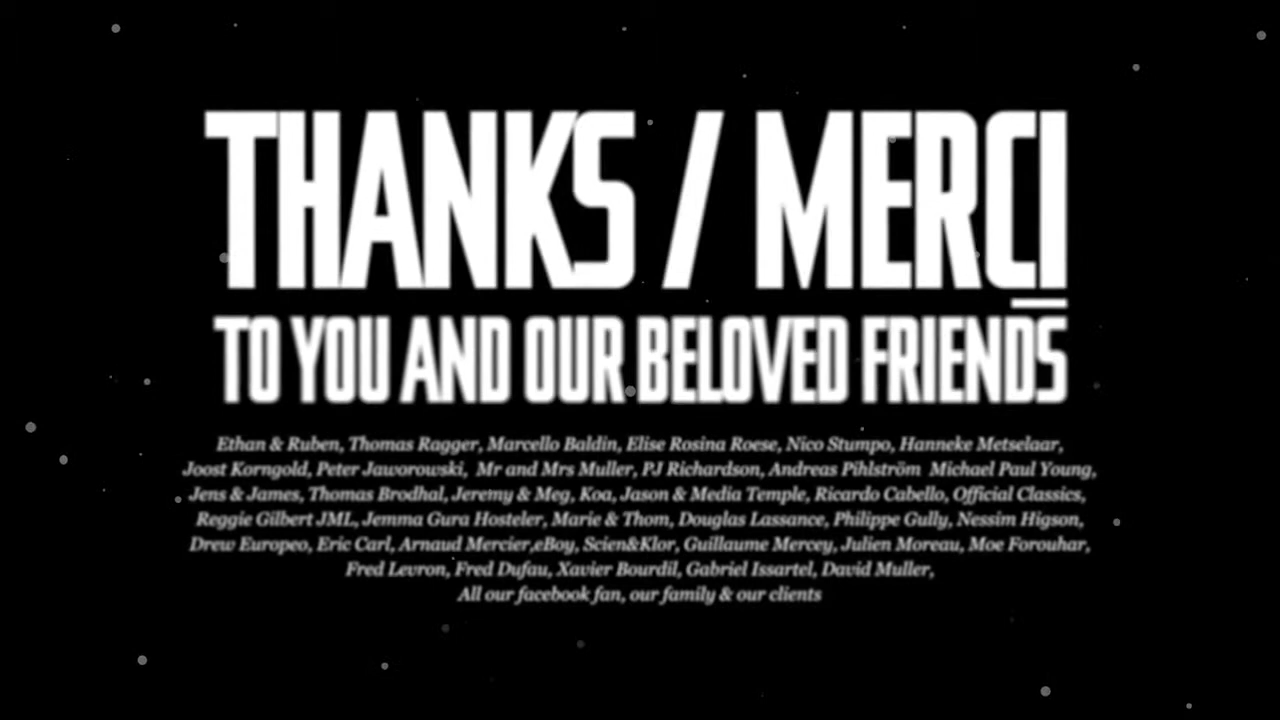 THANKS / MERCI
TO YOU AND OUR BELOVED FRIENDS
Ethan & Ruben, Thomas Ragger, Marcello Baldin, Elise Rosina Roese, Nico Stumpo, Hanneke Metselaar,
Joost Korngold, Peter Jaworowski, Mr and Mrs Muller, PJ Richardson, Andreas Pihlström Michael Paul Young,
Jens & James, Thomas Brodhal, Jeremy & Meg, Koa, Jason & Media Temple, Ricardo Cabello, Official Classics,
Reggie Gilbert JML, Jemma Gura Hosteler, Marie & Thom, Douglas Lassance, Philippe Gully, Nessim Higson,
Drew Europeo, Eric Carl, Arnaud Mercier,eBoy, Scien&Klor, Guillaume Mercey, Julien Moreau, Moe Forouhar,
Fred Levron, Fred Dufau, Xavier Bourdil, Gabriel Issartel, David Muller,
All our facebook fan, our family & our clients